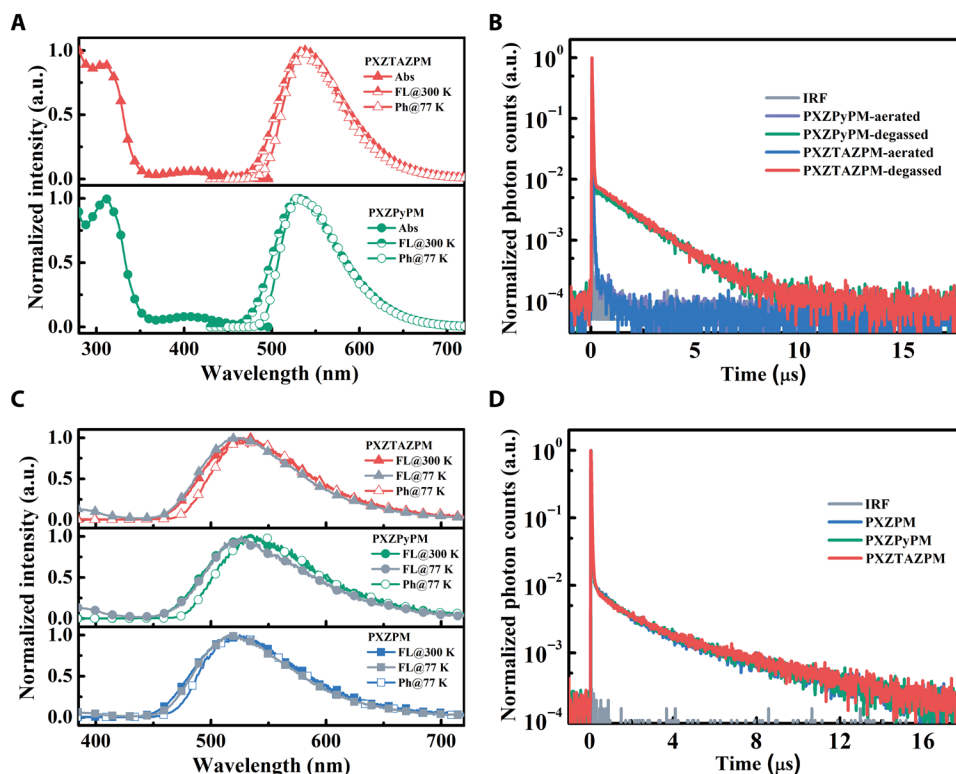 A
Normalized intensity (a.u.)
1.0
0.5
0.0
PXZTAZPM
Abs
FL@300 K
Ph@77 K
1.0
0.5
0.0
PXZPyPM
Abs
FL@300 K
Ph@77 K
300
400
500
600
700
Wavelength (nm)
B
Normalized photon counts (a.u.)
10⁰
10⁻¹
10⁻²
10⁻³
10⁻⁴
IRF
PXZPyPM-aerated
PXZPyPM-degassed
PXZTAZPM-aerated
PXZTAZPM-degassed
0
5
10
15
Time (μs)
C
Normalized intensity (a.u.)
1.0
0.5
0.0
PXZTAZPM
FL@300 K
FL@77 K
Ph@77 K
1.0
0.5
0.0
PXZPyPM
FL@300 K
FL@77 K
Ph@77 K
1.0
0.5
0.0
PXZPM
FL@300 K
FL@77 K
Ph@77 K
400
500
600
700
Wavelength (nm)
D
Normalized photon counts (a.u.)
10⁰
10⁻¹
10⁻²
10⁻³
10⁻⁴
IRF
PXZPM
PXZPyPM
PXZTAZPM
0
4
8
12
16
Time (μs)